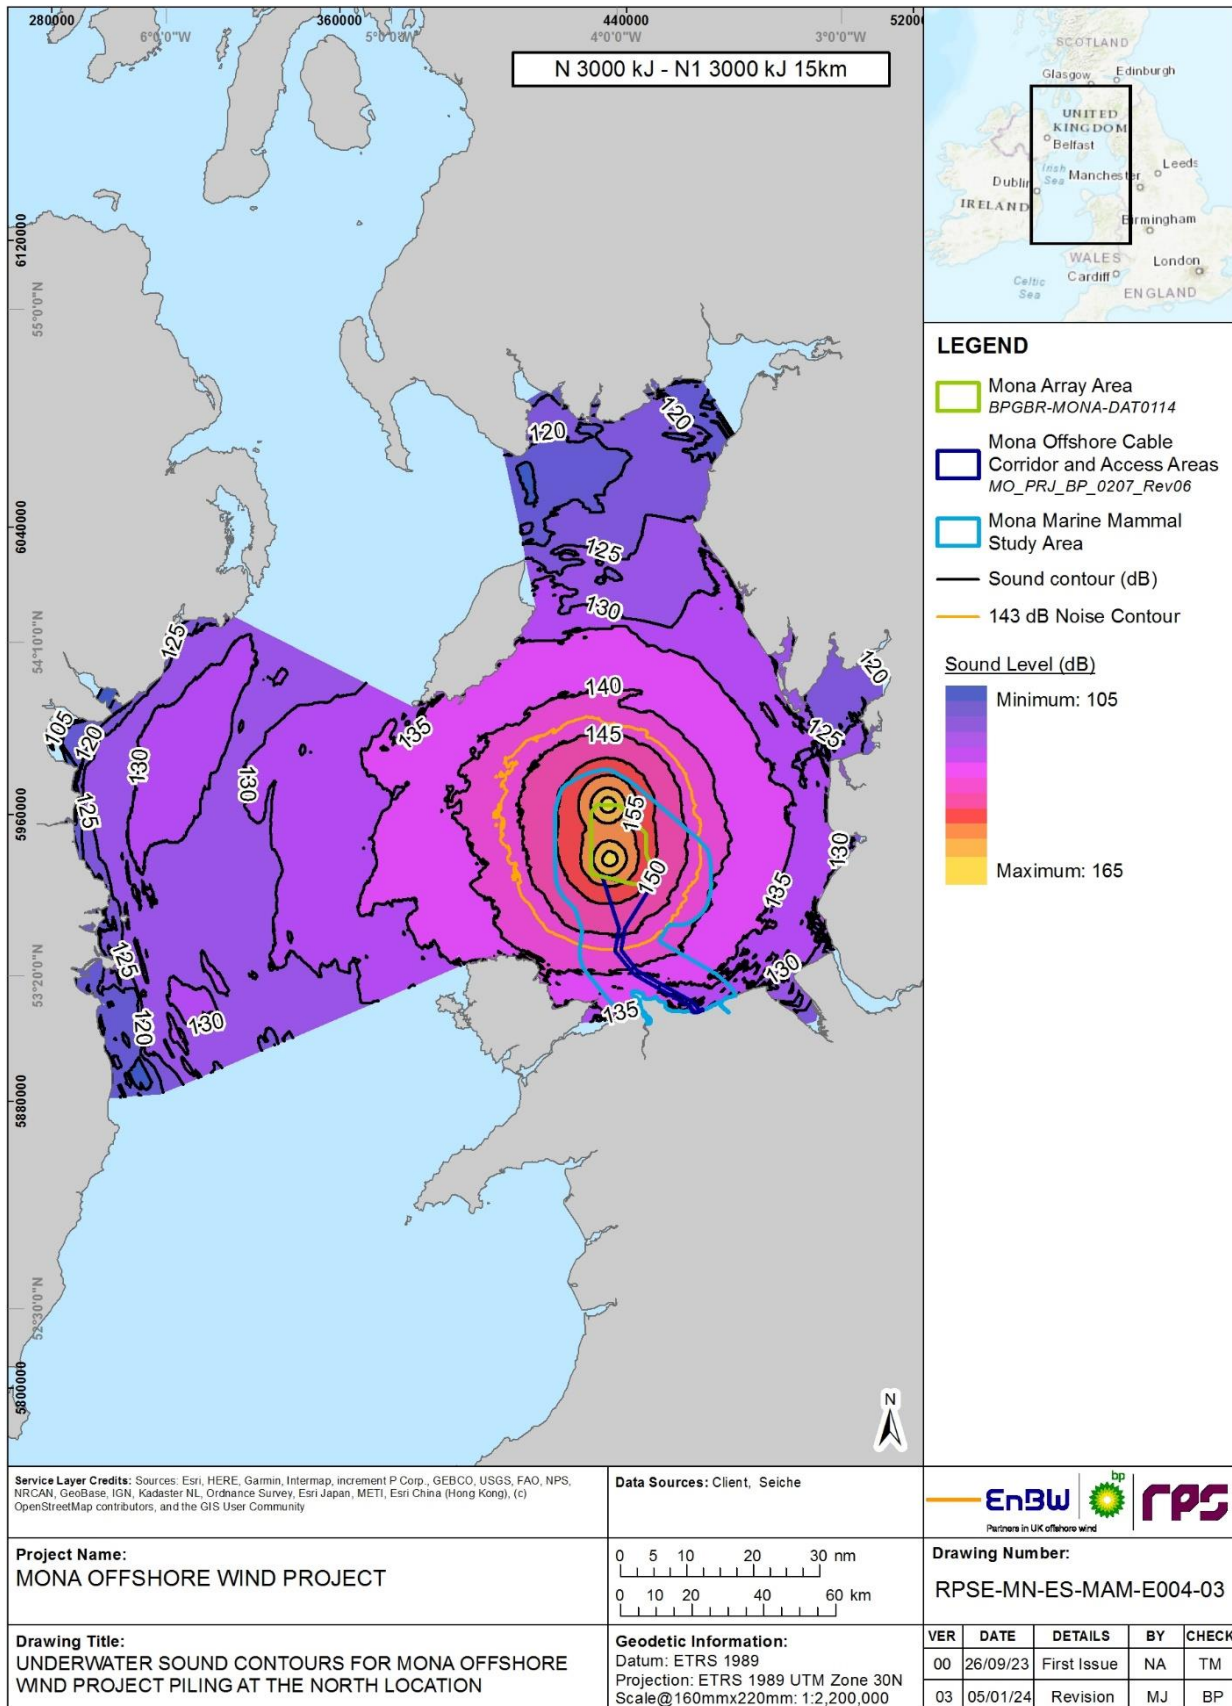 280000
360000
440000
52000
6°0'0"W
5°0'0"W
4°0'0"W
3°0'0"W
N 3000 kJ - N1 3000 kJ 15km
6120000
55°0'0"N
6040000
54°10'0"N
5960000
53°20'0"N
5880000
52°30'0"N
5800000
120
120
125
130
125
120
105
120
130
130
125
135
140
145
155
150
125
130
135
130
125
120
130
135
N
SCOTLAND
Glasgow
Edinburgh
UNITED
KINGDOM
Belfast
Irish
Sea
Leeds
Manchester
Dublin
IRELAND
Birmingham
WALES
London
Cardiff
Celtic
Sea
ENGLAND
LEGEND
Mona Array Area
BPGBR-MONA-DAT0114
Mona Offshore Cable
Corridor and Access Areas
MO_PRJ_BP_0207_Rev06
Mona Marine Mammal
Study Area
Sound contour (dB)
143 dB Noise Contour
Sound Level (dB)
Minimum: 105
Maximum: 165
Service Layer Credits: Sources: Esri, HERE, Garmin, Intermap, increment P Corp., GEBCO, USGS, FAO, NPS,
NRCAN, GeoBase, IGN, Kadaster NL, Ordnance Survey, Esri Japan, METI, Esri China (Hong Kong), (c)
OpenStreetMap contributors, and the GIS User Community
Data Sources: Client, Seiche
EnBW
Partners in UK offshore wind
bp
rps
Project Name:
MONA OFFSHORE WIND PROJECT
0 5 10 20 30 nm
0 10 20 40 60 km
Drawing Number:
RPSE-MN-ES-MAM-E004-03
Drawing Title:
UNDERWATER SOUND CONTOURS FOR MONA OFFSHORE
WIND PROJECT PILING AT THE NORTH LOCATION
Geodetic Information:
Datum: ETRS 1989
Projection: ETRS 1989 UTM Zone 30N
Scale@160mmx220mm: 1:2,200,000
VER DATE DETAILS BY CHECK
00 26/09/23 First Issue NA TM
03 05/01/24 Revision MJ BP